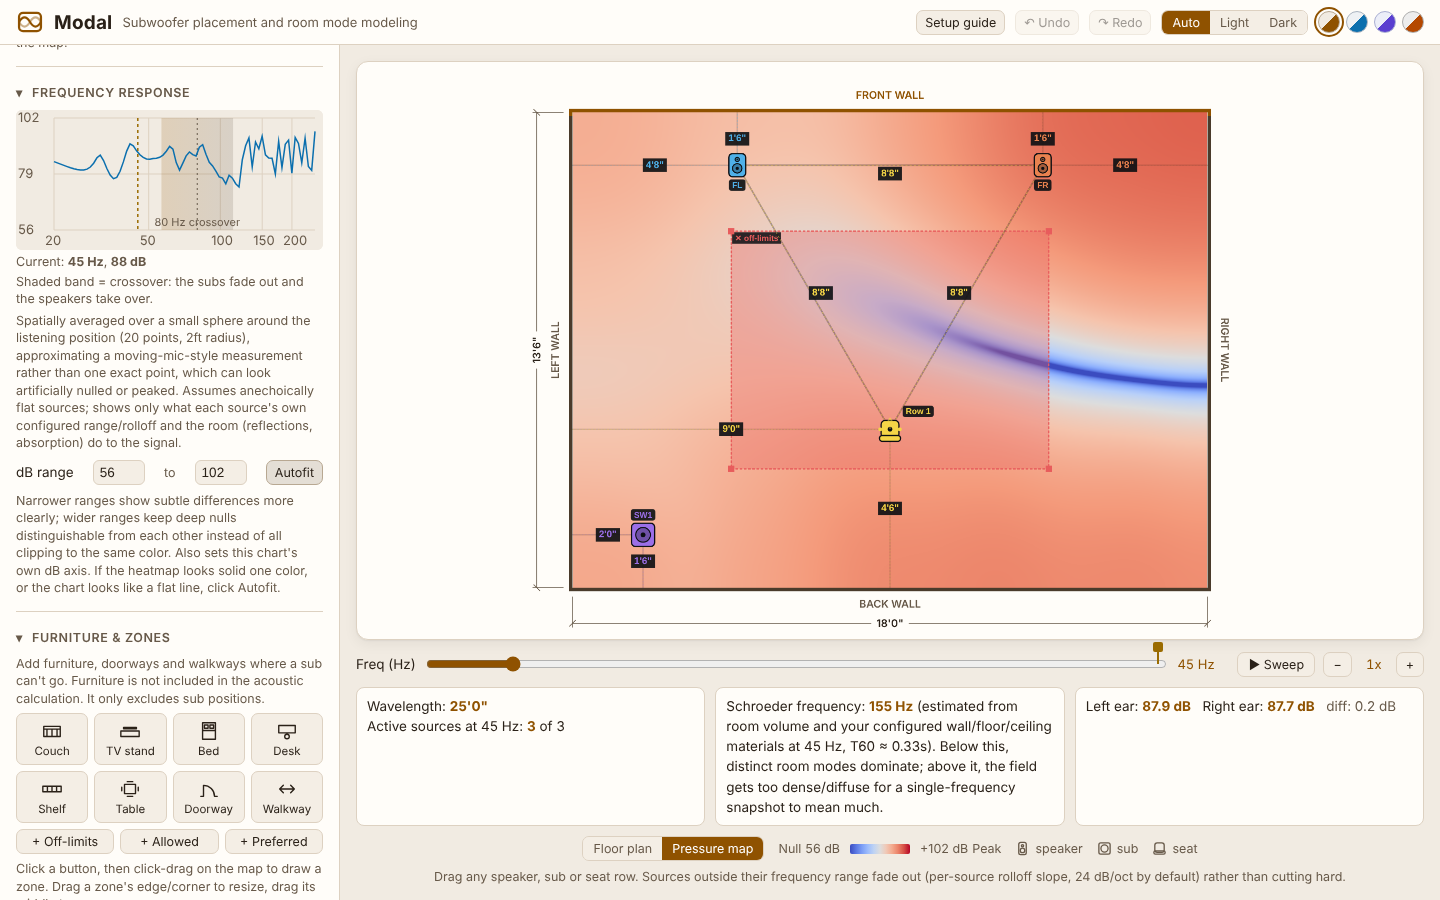 Modal
Subwoofer placement and room mode modeling
Setup guide
↶ Undo
↷ Redo
Auto
Light
Dark
the map.
▼ FREQUENCY RESPONSE
102
79
56
80 Hz crossover
20
50
100
150
200
Current: 45 Hz, 88 dB
Shaded band = crossover: the subs fade out and
the speakers take over.
Spatially averaged over a small sphere around the
listening position (20 points, 2ft radius),
approximating a moving-mic-style measurement
rather than one exact point, which can look
artificially nulled or peaked. Assumes anechoically
flat sources; shows only what each source's own
configured range/rolloff and the room (reflections,
absorption) do to the signal.
dB range
56
to
102
Autofit
Narrower ranges show subtle differences more
clearly; wider ranges keep deep nulls
distinguishable from each other instead of all
clipping to the same color. Also sets this chart's
own dB axis. If the heatmap looks solid one color,
or the chart looks like a flat line, click Autofit.
▼ FURNITURE & ZONES
Add furniture, doorways and walkways where a sub
can't go. Furniture is not included in the acoustic
calculation. It only excludes sub positions.
Couch
TV stand
Bed
Desk
Shelf
Table
Doorway
Walkway
+ Off-limits
+ Allowed
+ Preferred
Click a button, then click-drag on the map to draw a
zone. Drag a zone's edge/corner to resize, drag its
FRONT WALL
1'6"
1'6"
4'8"
8'8"
4'8"
FL
FR
× off-limits
8'8"
8'8"
13'6"
LEFT WALL
RIGHT WALL
Row 1
9'0"
4'6"
SW1
2'0"
1'6"
BACK WALL
18'0"
Freq (Hz)
45 Hz
▶ Sweep
−
1x
+
Wavelength: 25'0"
Active sources at 45 Hz: 3 of 3
Schroeder frequency: 155 Hz (estimated from
room volume and your configured wall/floor/ceiling
materials at 45 Hz, T60 ≈ 0.33s). Below this,
distinct room modes dominate; above it, the field
gets too dense/diffuse for a single-frequency
snapshot to mean much.
Left ear: 87.9 dB Right ear: 87.7 dB diff: 0.2 dB
Floor plan
Pressure map
Null 56 dB
+102 dB Peak
speaker
sub
seat
Drag any speaker, sub or seat row. Sources outside their frequency range fade out (per-source rolloff slope, 24 dB/oct by default) rather than cutting hard.